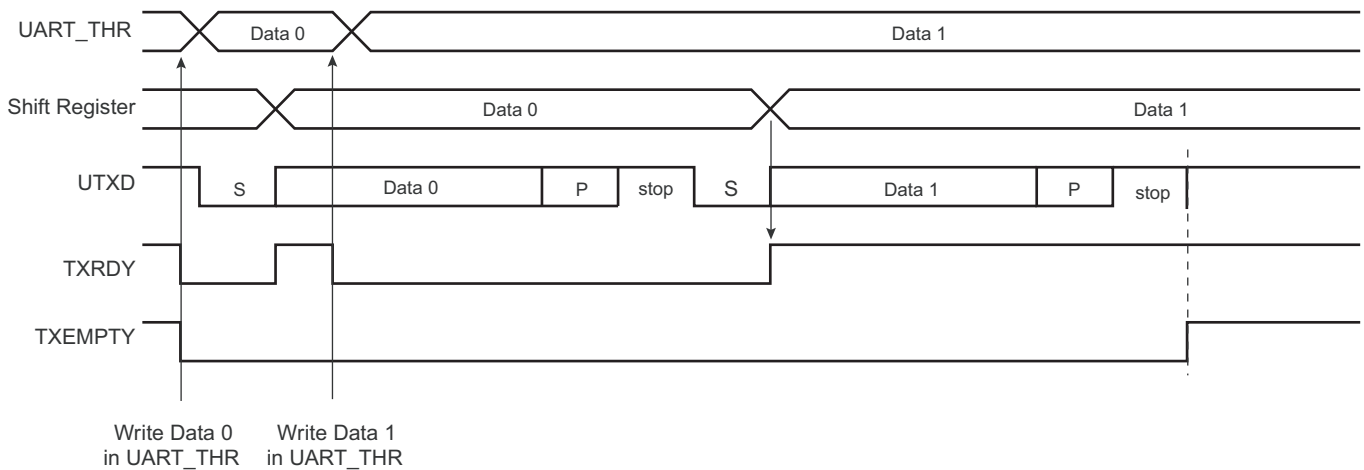 UART_THR
Data 0
Data 1
Shift Register
Data 0
Data 1
UTXD
S
Data 0
P
stop
S
Data 1
P
stop
TXRDY
TXEMPTY
Write Data 0
in UART_THR
Write Data 1
in UART_THR